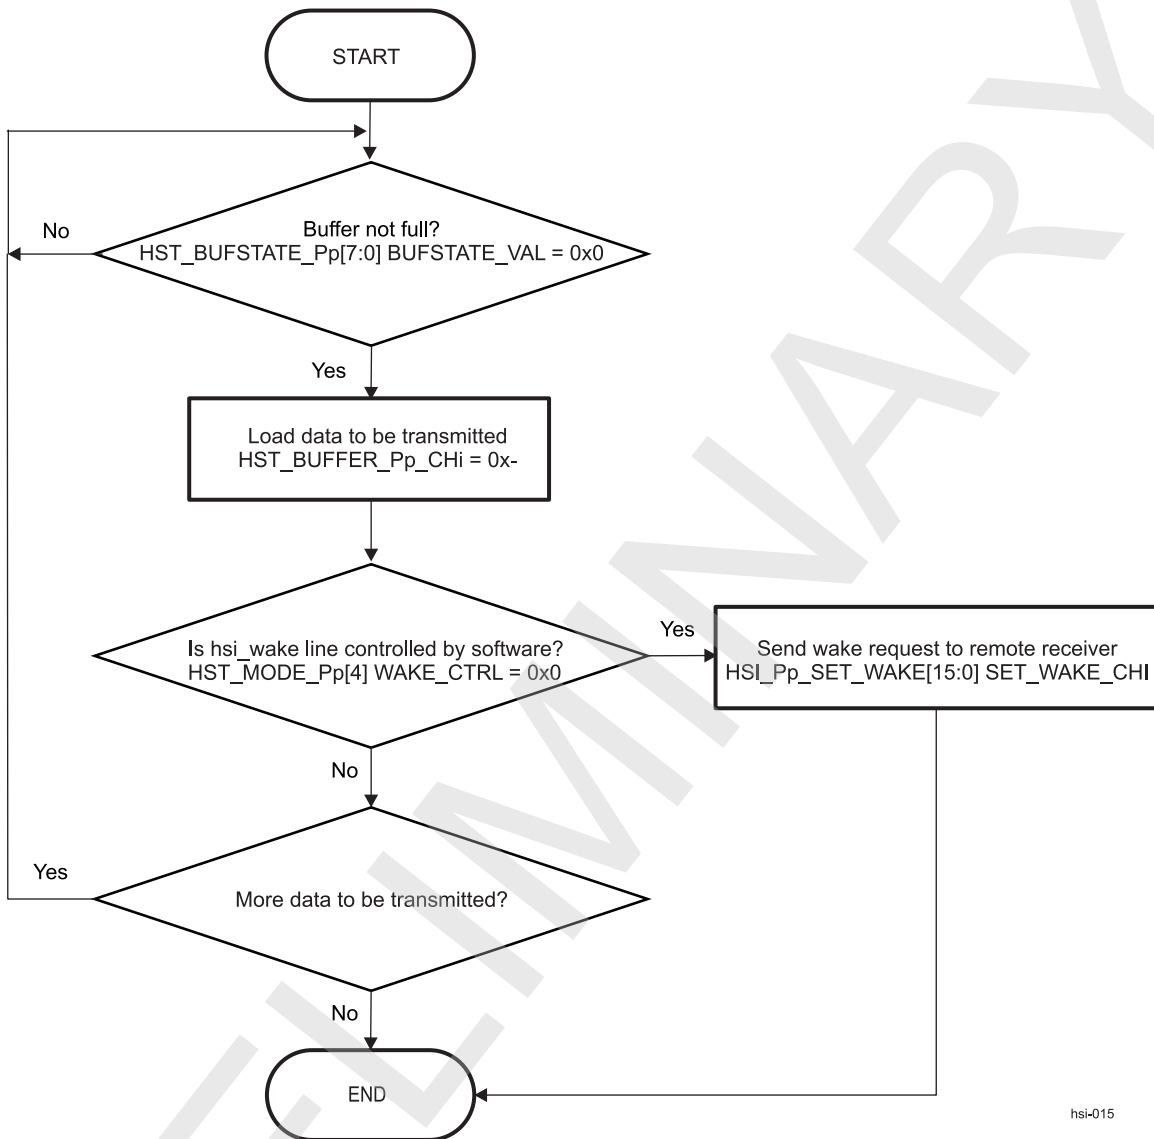 START
No
Buffer not full?
HST_BUFSTATE_Pp[7:0] BUFSTATE_VAL = 0x0
Yes
Load data to be transmitted
HST_BUFFER_Pp_CHi = 0x-
Is hsi_wake line controlled by software?
HST_MODE_Pp[4] WAKE_CTRL = 0x0
Yes
Send wake request to remote receiver
HSI_Pp_SET_WAKE[15:0] SET_WAKE_CHI
No
Yes
More data to be transmitted?
No
END
hsi-015
ELIMINARY